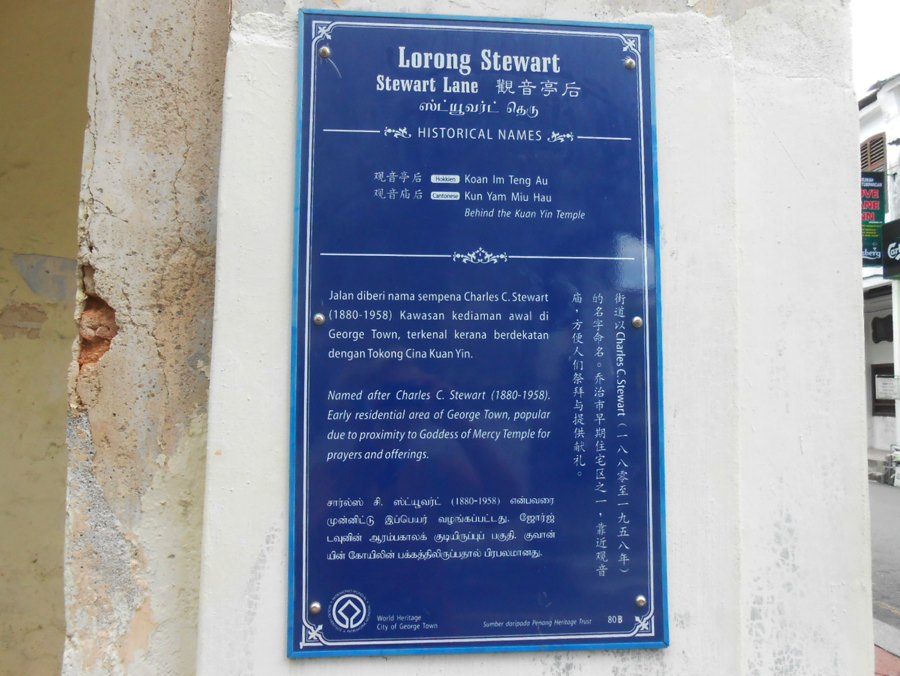 Lorong Stewart
Stewart Lane 觀音亭后
ஸ்ட்யூவர்ட் தெரு
HISTORICAL NAMES
观音亭后 Hokkien Koan Im Teng Au
观音庙后 Cantonese Kun Yam Miu Hau
Behind the Kuan Yin Temple
Jalan diberi nama sempena Charles C. Stewart
(1880-1958) Kawasan kediaman awal di
George Town, terkenal kerana berdekatan
dengan Tokong Cina Kuan Yin.
Named after Charles C. Stewart (1880-1958).
Early residential area of George Town, popular
due to proximity to Goddess of Mercy Temple for
prayers and offerings.
சார்ல்ஸ் சி. ஸ்ட்யூவர்ட் (1880-1958) என்பவரை
முன்னிட்டு இப்பெயர் வழங்கப்பட்டது. ஜோர்ஜ்
டவுனின் ஆரம்பகாலக் குடியிருப்புப் பகுதி. குவான்
யின் கோயிலின் பக்கத்திலிருப்பதால் பிரபலமானது.
街道以Charles C. Stewart (一八八零至一九五八年)
的名字命名。乔治市早期住宅区之一，靠近观音
庙，方便人们祭拜与提供献礼。
World Heritage
City of George Town
Sumber daripada Penang Heritage Trust
80 B